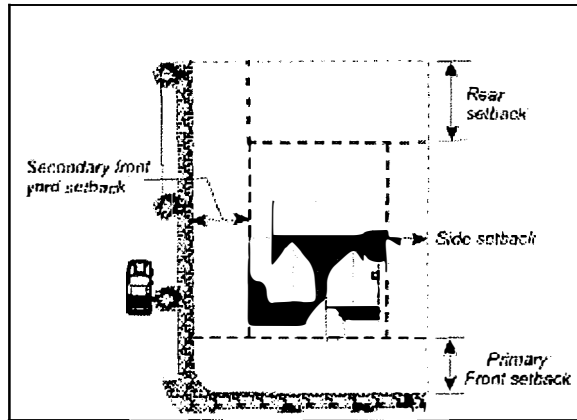 Rear
setback
Secondary front
yard setback
Side setback
Primary
Front setback